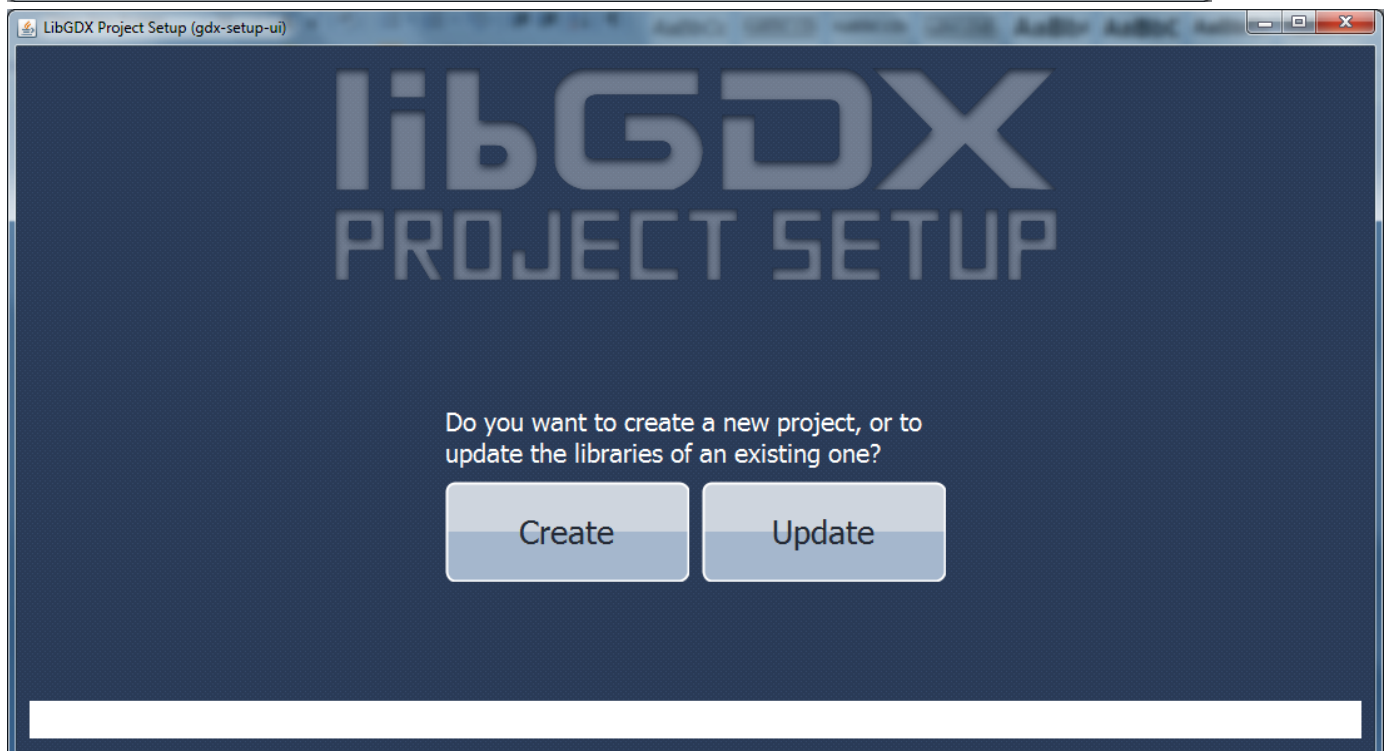 LibGDX Project Setup (gdx-setup-ui)
libGDX
PROJECT SETUP
Do you want to create a new project, or to
update the libraries of an existing one?
Create Update